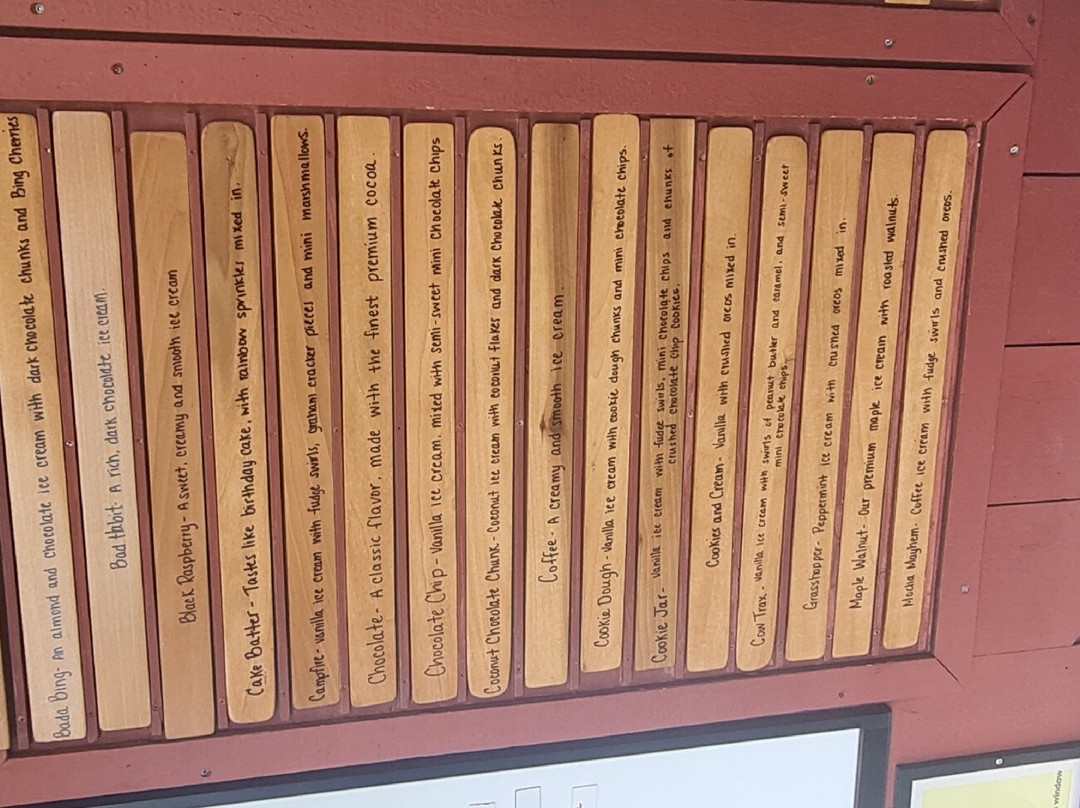 Bada Bing- An almond and chocolate ice cream with dark chocolate chunks and Bing Cherries
Bad Habit- A rich, dark chocolate ice cream.
Black Raspberry- A sweet, creamy and smooth ice cream
Cake Batter- Tastes like birthday cake, with rainbow sprinkles mixed in.
Campfire- vanilla ice cream with fudge swirls, graham cracker pieces and mini marshmallows.
Chocolate- A classic flavor, made with the finest premium cocoa.
Chocolate Chip- Vanilla ice cream, mixed with semi-sweet mini chocolate chips
Coconut Chocolate Chunk- Coconut ice cream with coconut flakes and dark chocolate chunks.
Coffee- A creamy and smooth ice cream.
Cookie Dough- Vanilla ice cream with cookie dough chunks and mini chocolate chips.
Cookie Jar- Vanilla ice cream with fudge swirls, mini chocolate chips and chunks of
crushed chocolate chip cookies.
Cookies and Cream- Vanilla with crushed oreos mixed in.
Cow Trax- vanilla ice cream with swirls of peanut butter and caramel, and semi-sweet
mini chocolate chips.
Grasshopper- Peppermint ice cream with crushed oreos mixed in.
Maple Walnut- Our premium maple ice cream with roasted walnuts.
Mocha Mayhem- Coffee ice cream with fudge swirls and crushed oreos.
window